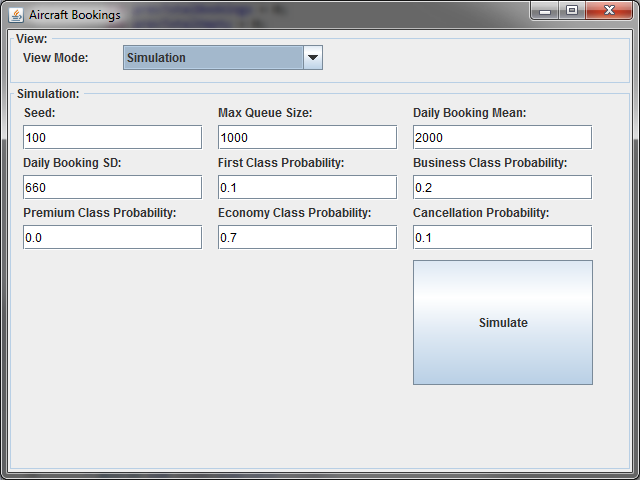 Aircraft Bookings
View:
View Mode: Simulation
Simulation:
Seed: Max Queue Size: Daily Booking Mean:
100 1000 2000
Daily Booking SD: First Class Probability: Business Class Probability:
660 0.1 0.2
Premium Class Probability: Economy Class Probability: Cancellation Probability:
0.0 0.7 0.1
Simulate